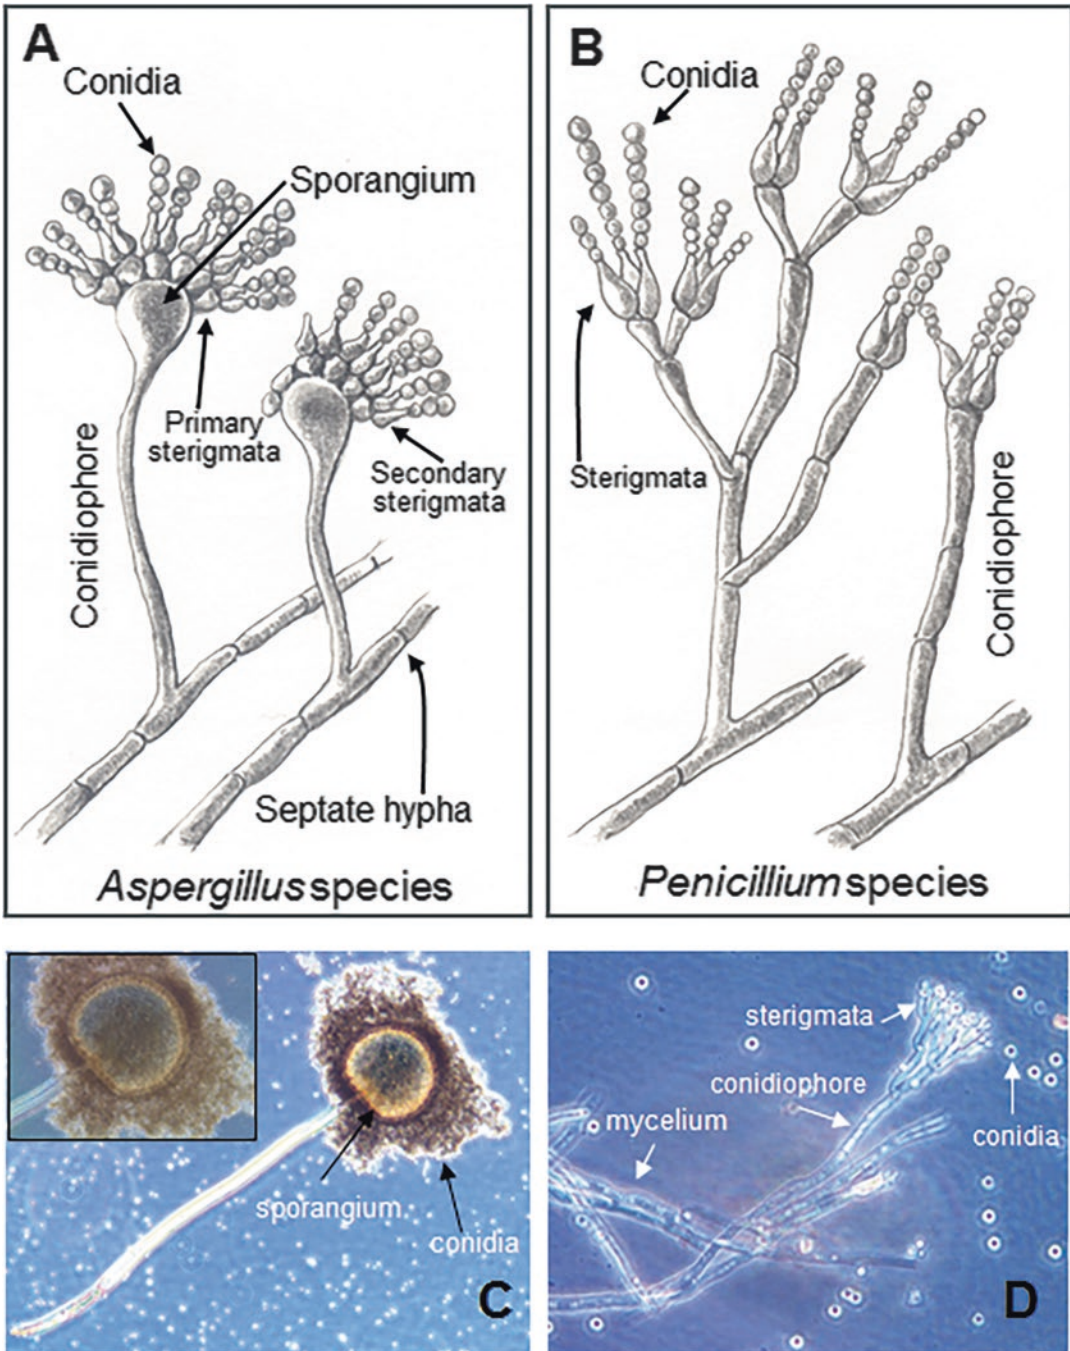 A
Conidia
Sporangium
Primary
sterigmata
Secondary
sterigmata
Conidiophore
Septate hypha
Aspergillus species
B
Conidia
Sterigmata
Conidiophore
Penicillium species
sporangium
conidia
C
sterigmata
conidiophore
mycelium
conidia
D